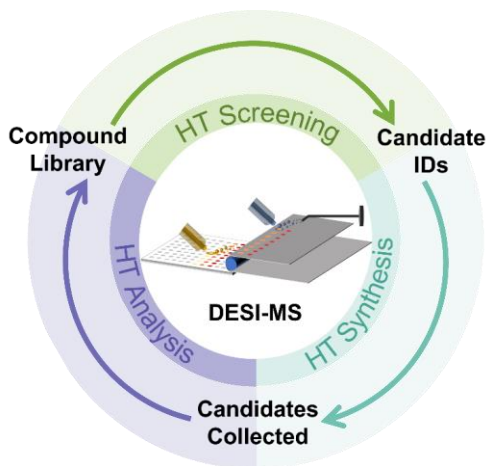 HT Screening
Compound
Library
Candidate
IDs
HT Analysis
DESI-MS
HT Synthesis
Candidates
Collected